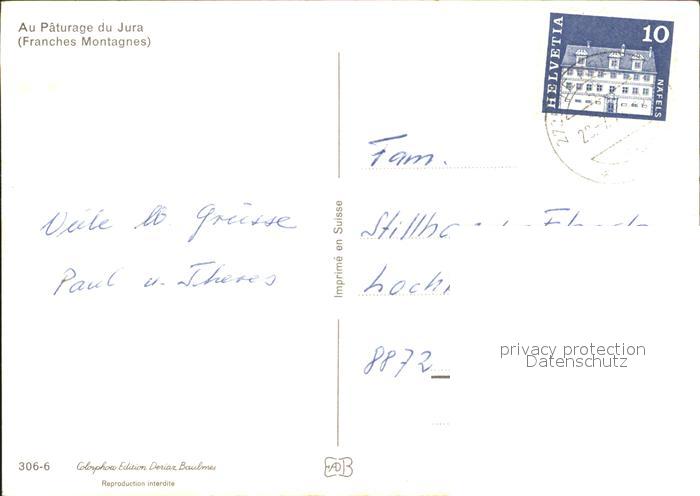 Au Pâturage du Jura
(Franches Montagnes)
HELVETIA
10
NÄFELS
Fam.
Viele lb. Grüsse
Paul u. Theres
Imprimé en Suisse
8872
privacy protection
Datenschutz
306-6 Colorphoto Edition Deriaz Baulmes
Reproduction interdite